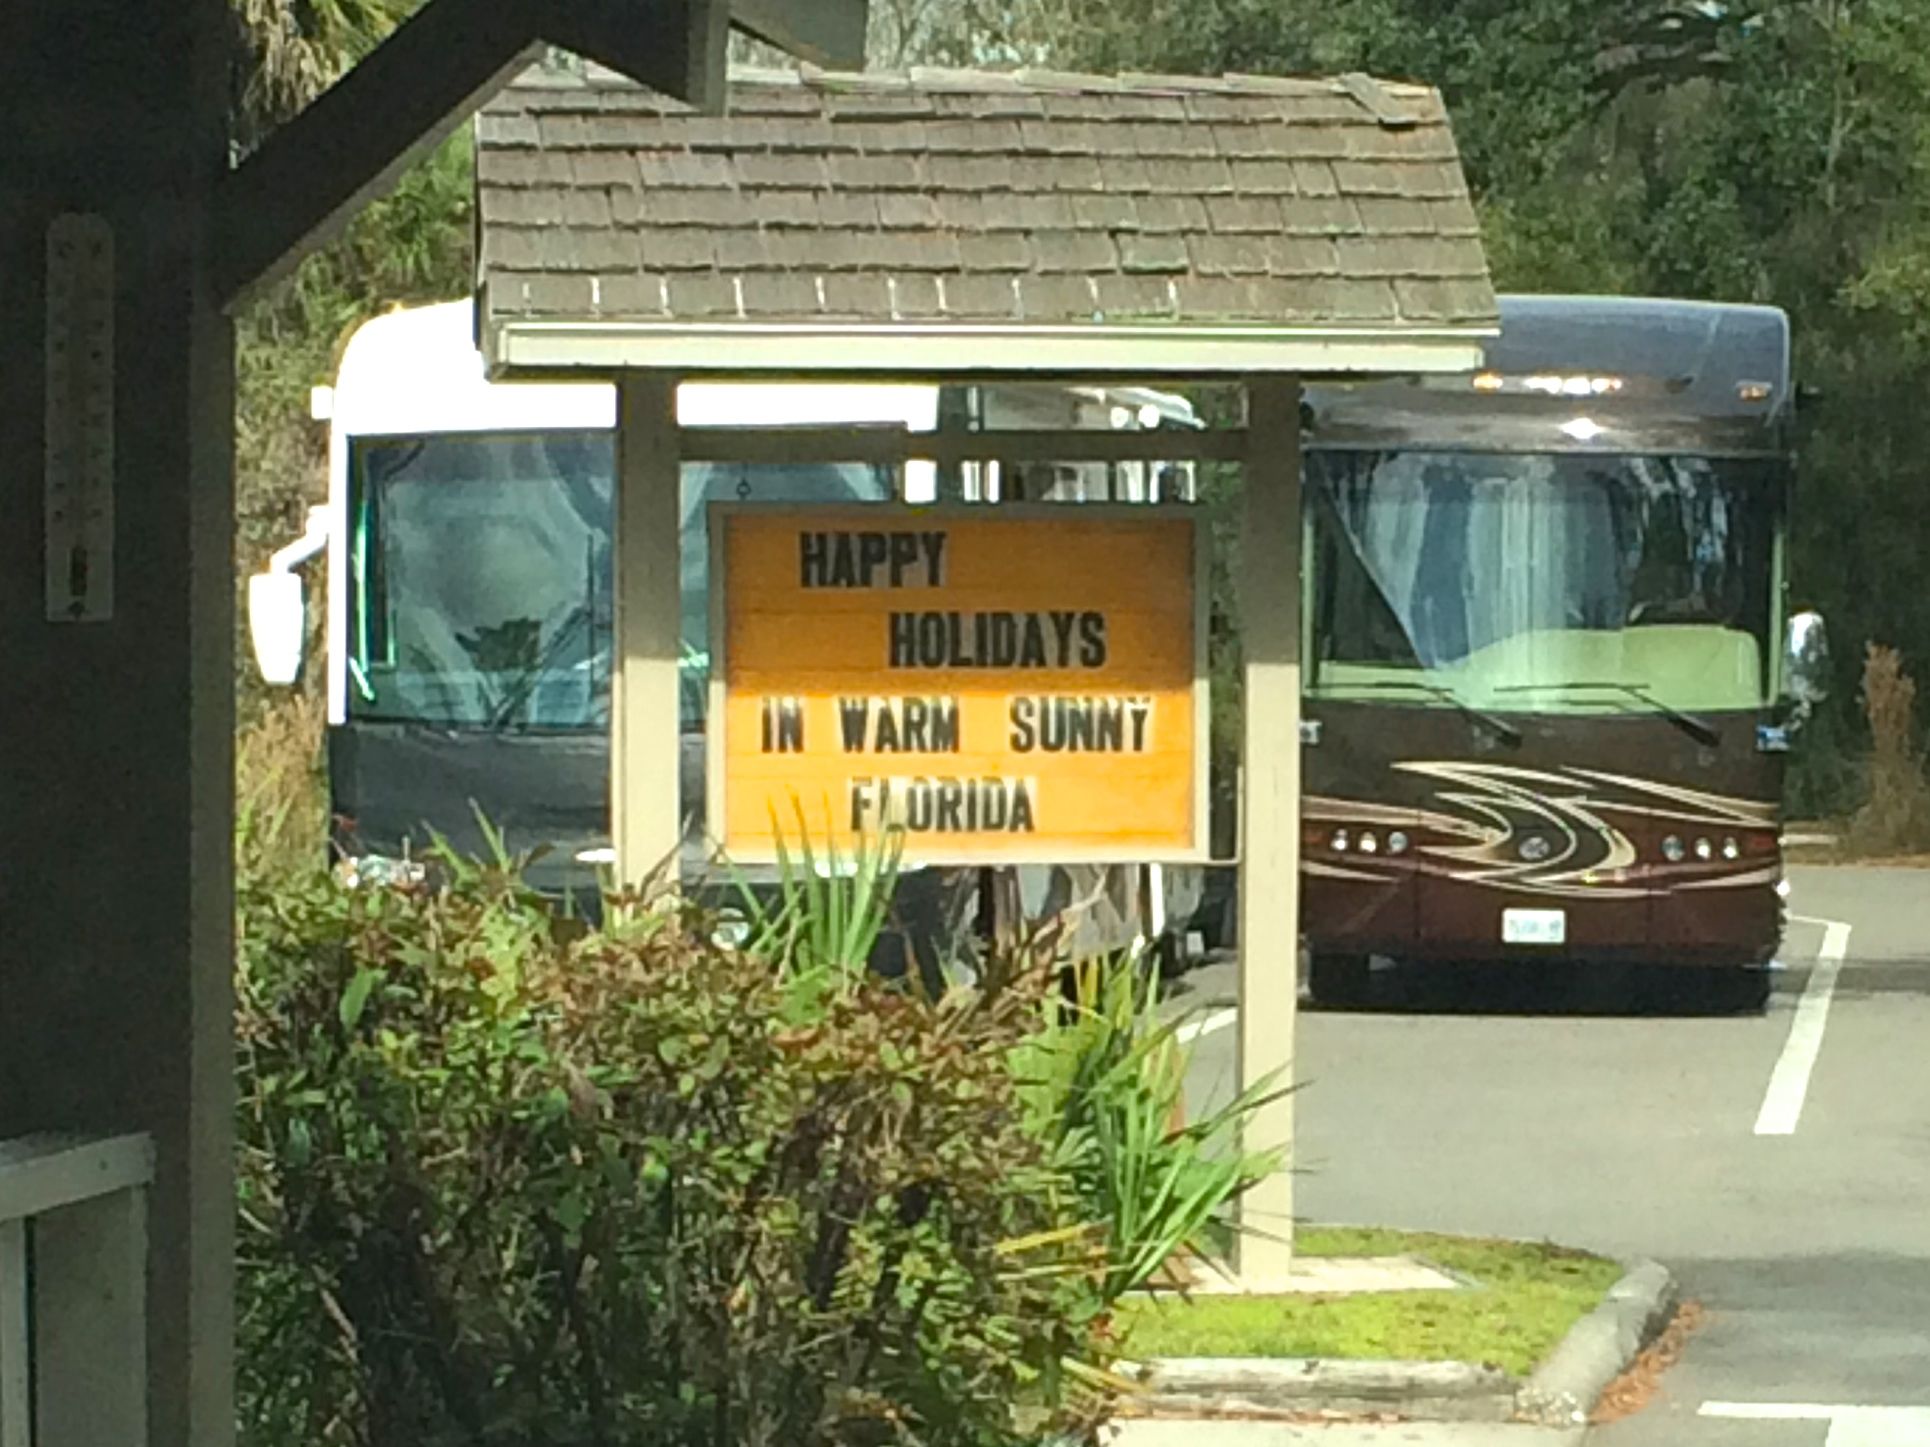 HAPPY
HOLIDAYS
IN WARM SUNNY
FLORIDA